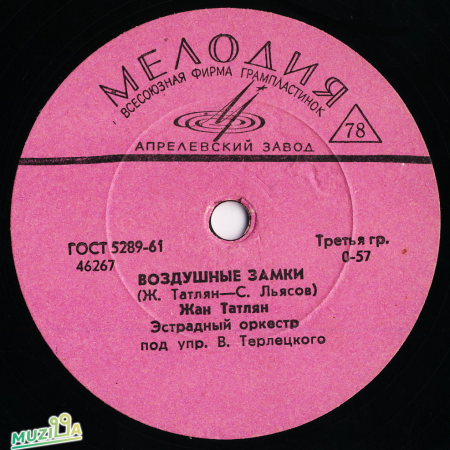 МЕЛОДИЯ
ВСЕСОЮЗНАЯ ФИРМА ГРАМПЛАСТИНОК
78
АПРЕЛЕВСКИЙ ЗАВОД
ГОСТ 5289-61
46267
Третья гр.
0-57
ВОЗДУШНЫЕ ЗАМКИ
(Ж. Татлян—С. Льясов)
Жан Татлян
Эстрадный оркестр
под упр. В. Терлецкого
MUZILLA